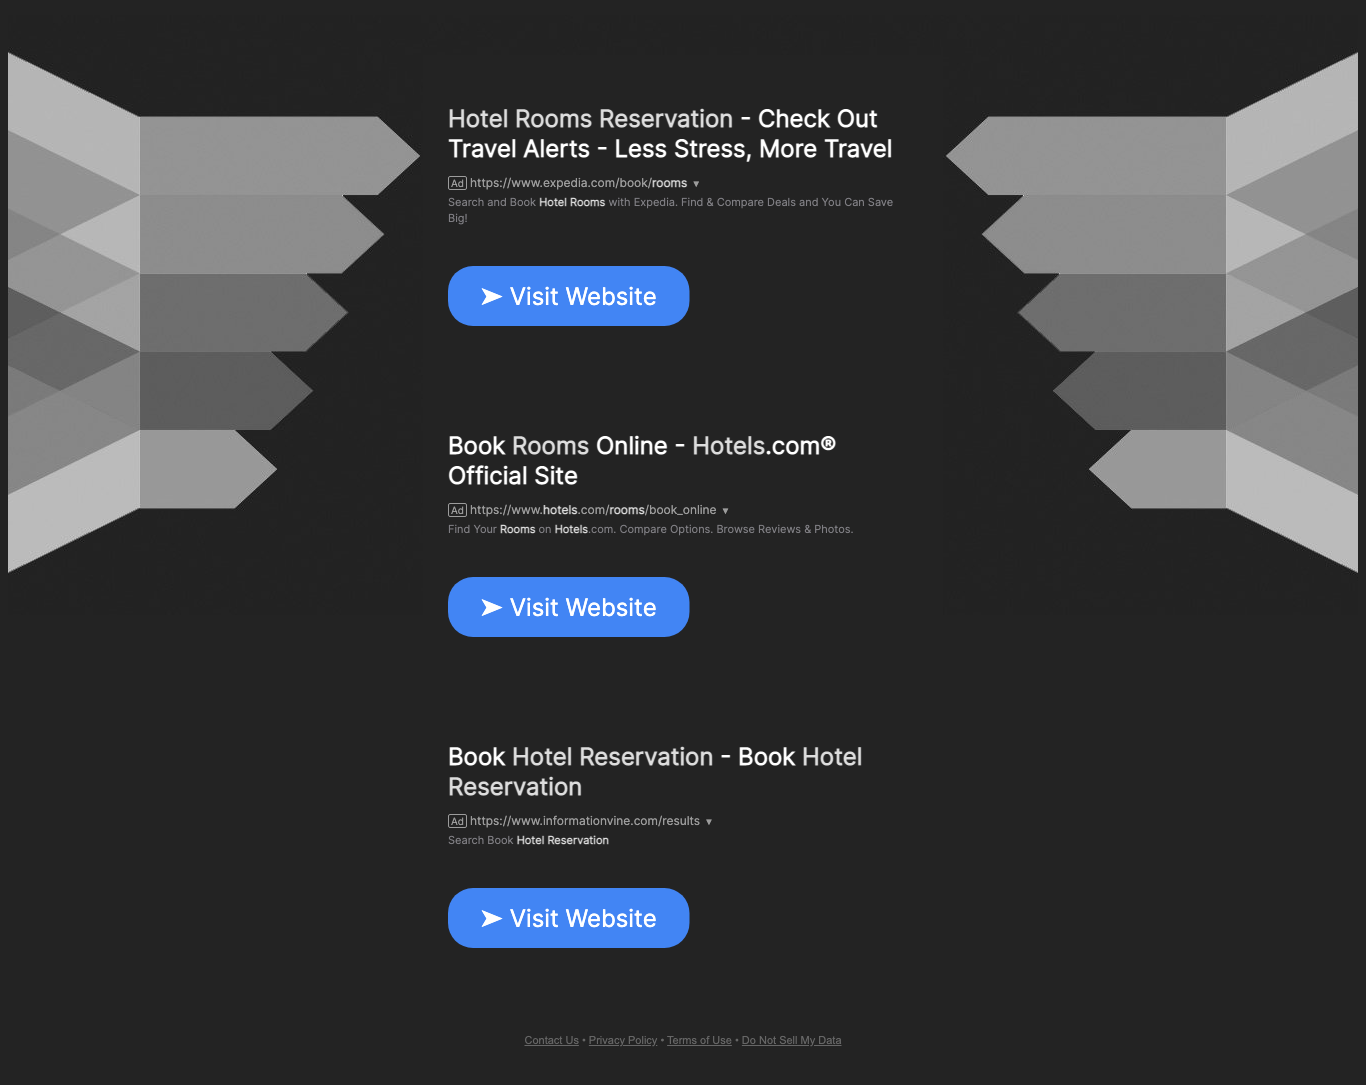 Hotel Rooms Reservation - Check Out
Travel Alerts - Less Stress, More Travel
Ad https://www.expedia.com/book/rooms ▼
Search and Book Hotel Rooms with Expedia. Find & Compare Deals and You Can Save
Big!
➤ Visit Website
Book Rooms Online - Hotels.com®
Official Site
Ad https://www.hotels.com/rooms/book_online ▼
Find Your Rooms on Hotels.com. Compare Options. Browse Reviews & Photos.
➤ Visit Website
Book Hotel Reservation - Book Hotel
Reservation
Ad https://www.informationvine.com/results ▼
Search Book Hotel Reservation
➤ Visit Website
Contact Us • Privacy Policy • Terms of Use • Do Not Sell My Data